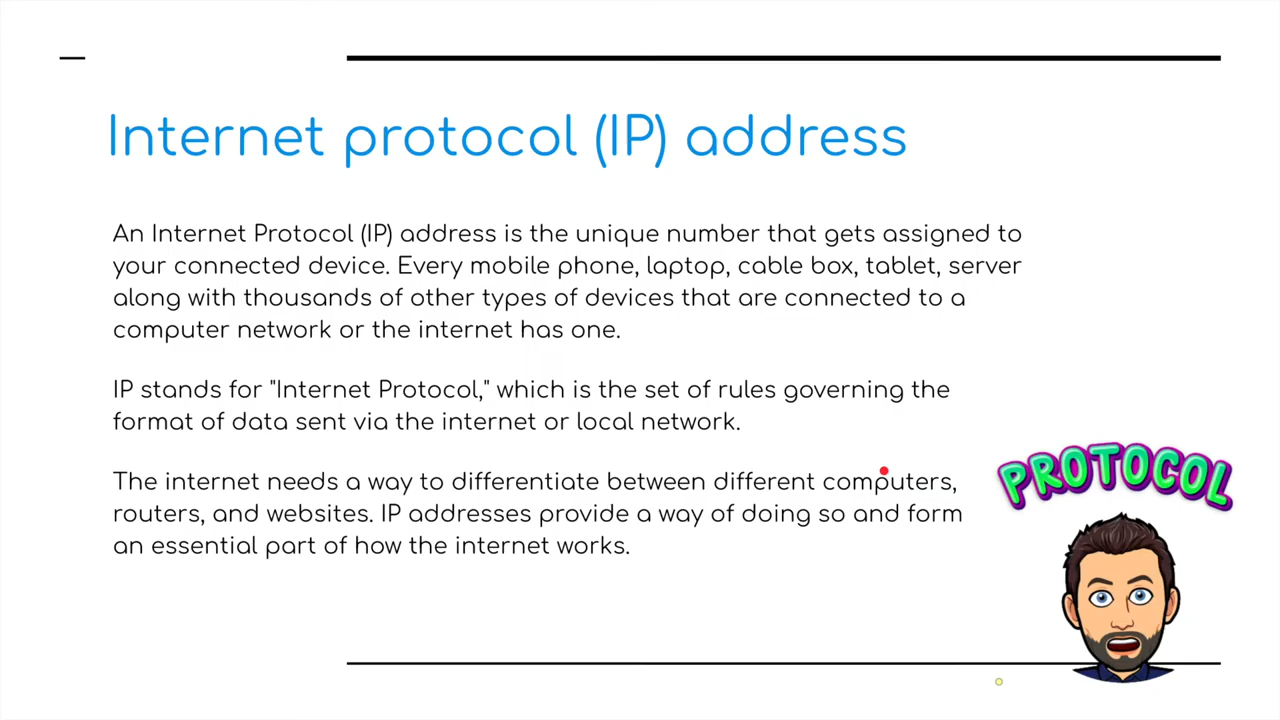 Internet protocol (IP) address
An Internet Protocol (IP) address is the unique number that gets assigned to
your connected device. Every mobile phone, laptop, cable box, tablet, server
along with thousands of other types of devices that are connected to a
computer network or the internet has one.
IP stands for "Internet Protocol," which is the set of rules governing the
format of data sent via the internet or local network.
The internet needs a way to differentiate between different computers,
routers, and websites. IP addresses provide a way of doing so and form
an essential part of how the internet works.
PROTOCOL